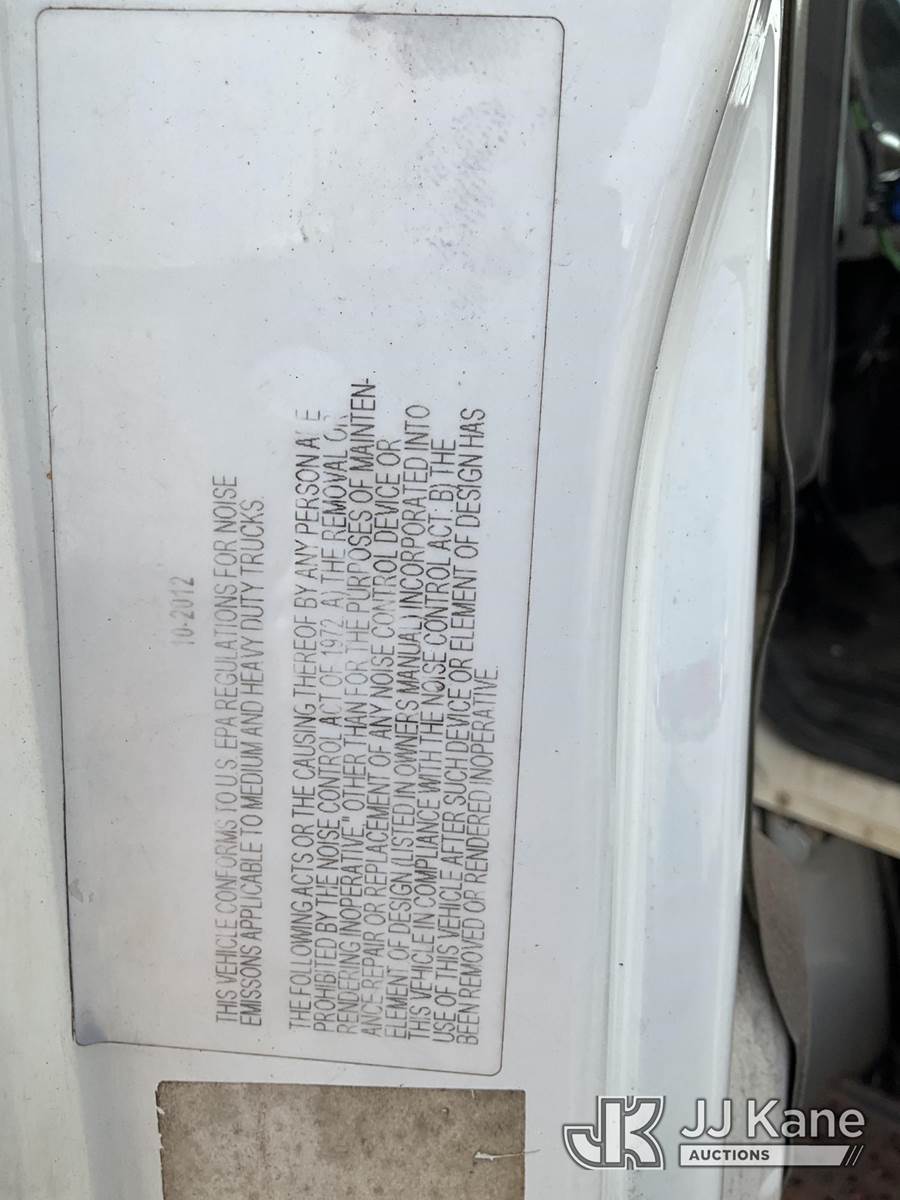 10-2012
THIS VEHICLE CONFORMS TO U.S. EPA REGULATIONS FOR NOISE
EMISSONS APPLICABLE TO MEDIUM AND HEAVY DUTY TRUCKS.
THE FOLLOWING ACTS OR THE CAUSING THEREOF BY ANY PERSON
PROHIBITED BY THE NOISE CONTROL ACT OF 1972 A) THE REMOVAL OR
RENDERING INOPERATIVE," OTHER THAN FOR THE PURPOSES OF MAINTEN-
ANCE REPAIR OR REPLACEMENT OF ANY NOISE CONTROL DEVICE OR
ELEMENT OF DESIGN (LISTED IN OWNERS MANUAL) INCORPORATED INTO
THIS VEHICLE IN COMPLIANCE WITH THE NOISE CONTROL ACT: B) THE
USE OF THIS VEHICLE AFTER SUCH DEVICE OR ELEMENT OF DESIGN HAS
BEEN REMOVED OR RENDERED INOPERATIVE.
JK JJ Kane
AUCTIONS